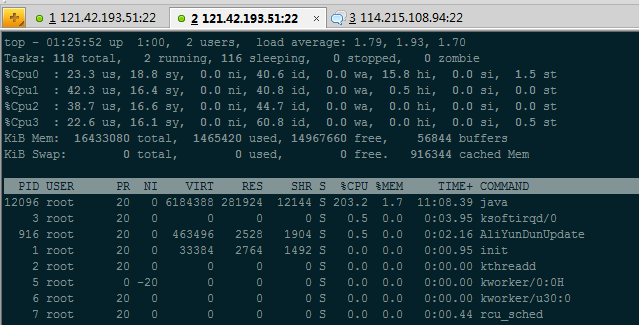 1 121.42.193.51:22 2 121.42.193.51:22 × 3 114.215.108.94:22
top - 01:25:52 up  1:00,  2 users,  load average: 1.79, 1.93, 1.70
Tasks: 118 total,   2 running, 116 sleeping,   0 stopped,   0 zombie
%Cpu0  : 23.3 us, 18.8 sy,  0.0 ni, 40.6 id,  0.0 wa, 15.8 hi,  0.0 si,  1.5 st
%Cpu1  : 42.3 us, 16.4 sy,  0.0 ni, 40.8 id,  0.0 wa,  0.5 hi,  0.0 si,  0.0 st
%Cpu2  : 38.7 us, 16.6 sy,  0.0 ni, 44.7 id,  0.0 wa,  0.0 hi,  0.0 si,  0.0 st
%Cpu3  : 22.6 us, 16.1 sy,  0.0 ni, 60.8 id,  0.0 wa,  0.0 hi,  0.0 si,  0.5 st
KiB Mem:  16433080 total,  1465420 used, 14967660 free,    56844 buffers
KiB Swap:        0 total,        0 used,        0 free.   916344 cached Mem
PID USER      PR  NI    VIRT    RES    SHR S  %CPU %MEM     TIME+ COMMAND
12096 root      20   0 6184388 281924  12144 S 203.2  1.7  11:08.39 java
3 root      20   0       0      0      0 S   0.5  0.0   0:03.95 ksoftirqd/0
916 root      20   0  463496   2528   1904 S   0.5  0.0   0:02.16 AliYunDunUpdate
1 root      20   0   33384   2764   1492 S   0.0  0.0   0:00.95 init
2 root      20   0       0      0      0 S   0.0  0.0   0:00.00 kthreadd
5 root       0 -20       0      0      0 S   0.0  0.0   0:00.00 kworker/0:0H
6 root      20   0       0      0      0 S   0.0  0.0   0:00.00 kworker/u30:0
7 root      20   0       0      0      0 S   0.0  0.0   0:00.44 rcu_sched